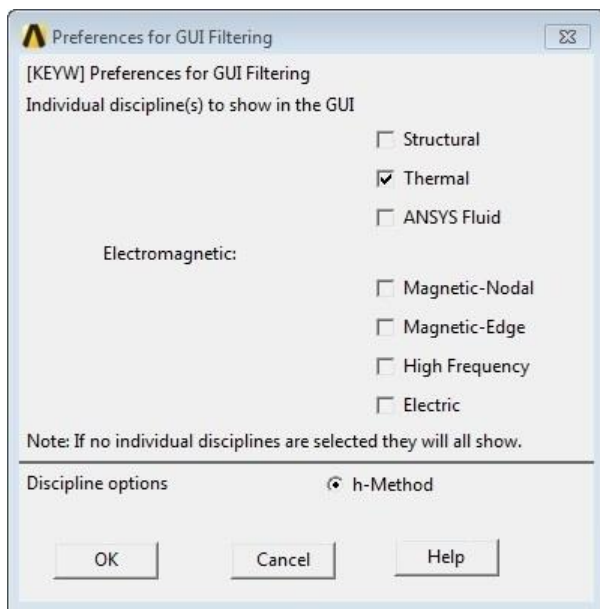 Preferences for GUI Filtering
[KEYW] Preferences for GUI Filtering
Individual discipline(s) to show in the GUI
Structural
Thermal
ANSYS Fluid
Electromagnetic:
Magnetic-Nodal
Magnetic-Edge
High Frequency
Electric
Note: If no individual disciplines are selected they will all show.
Discipline options h-Method
OK Cancel Help